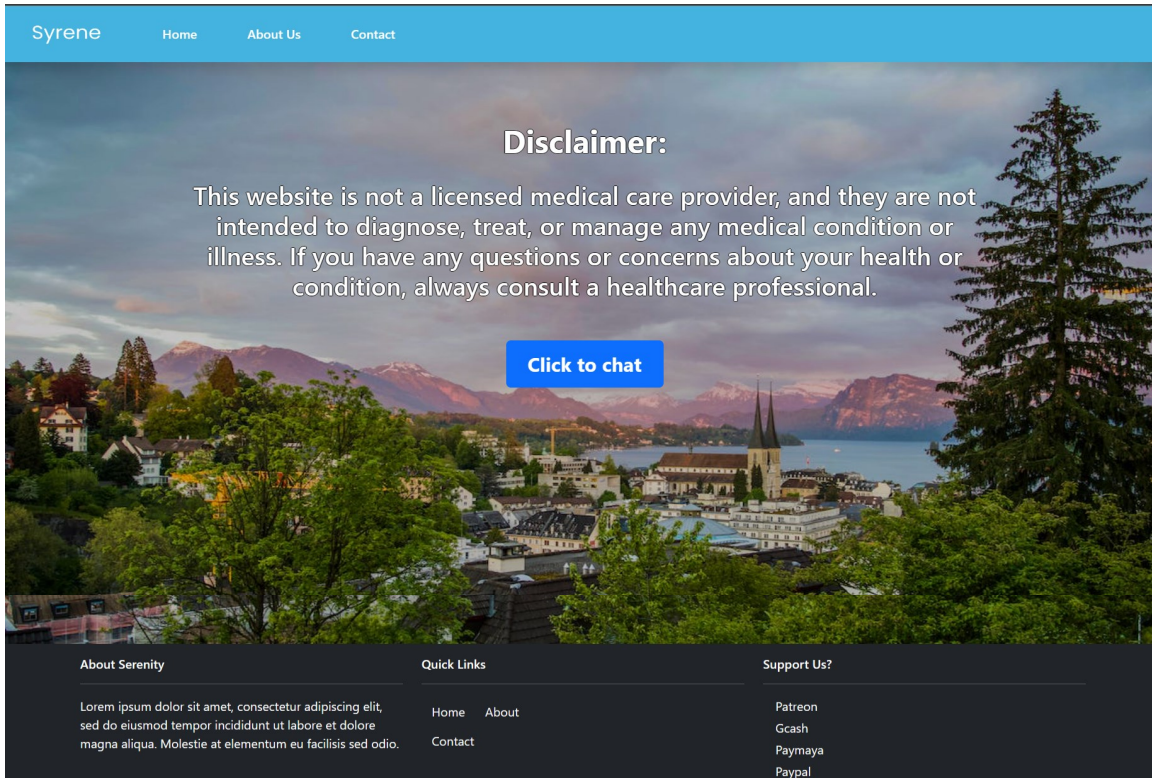 Syrene
Home
About Us
Contact
Disclaimer:
This website is not a licensed medical care provider, and they are not
intended to diagnose, treat, or manage any medical condition or
illness. If you have any questions or concerns about your health or
condition, always consult a healthcare professional.
Click to chat
About Serenity
Lorem ipsum dolor sit amet, consectetur adipiscing elit,
sed do eiusmod tempor incididunt ut labore et dolore
magna aliqua. Molestie at elementum eu facilisis sed odio.
Quick Links
Home
About
Contact
Support Us?
Patreon
Gcash
Paymaya
Paypal